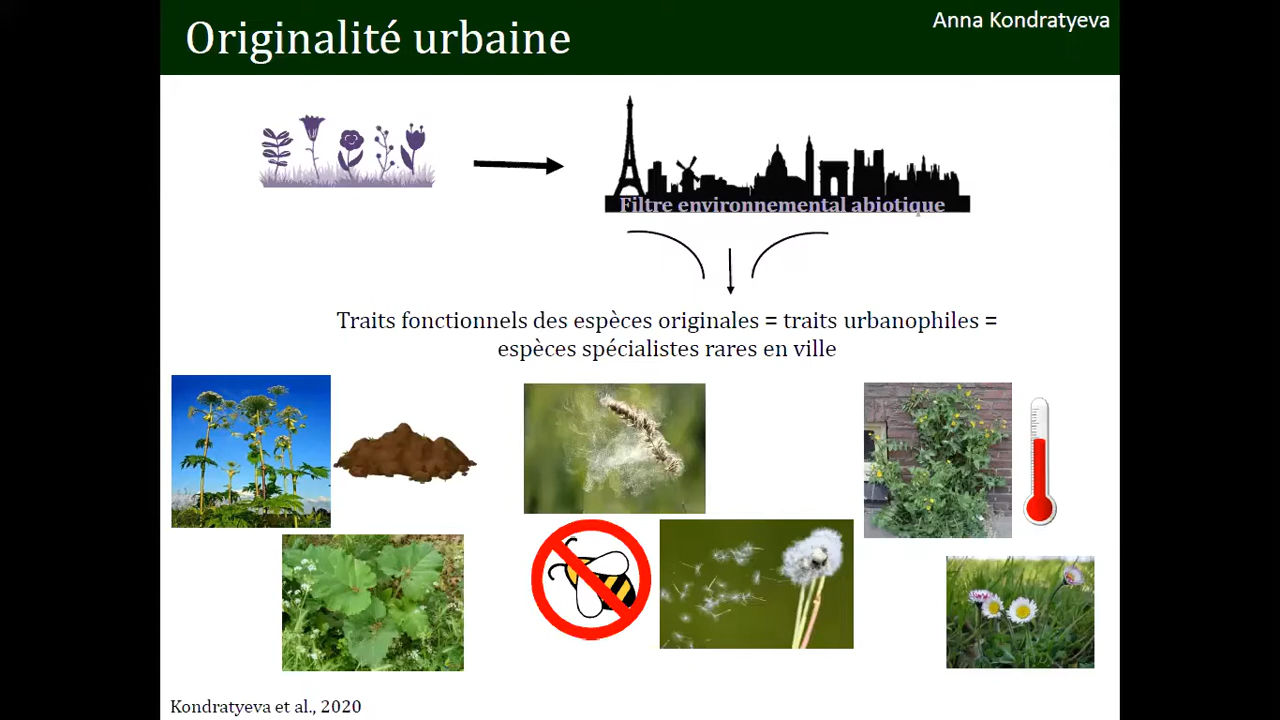 Originalité urbaine
Anna Kondratyeva
Filtre environnemental abiotique
Traits fonctionnels des espèces originales = traits urbanophiles =
espèces spécialistes rares en ville
Kondratyeva et al., 2020